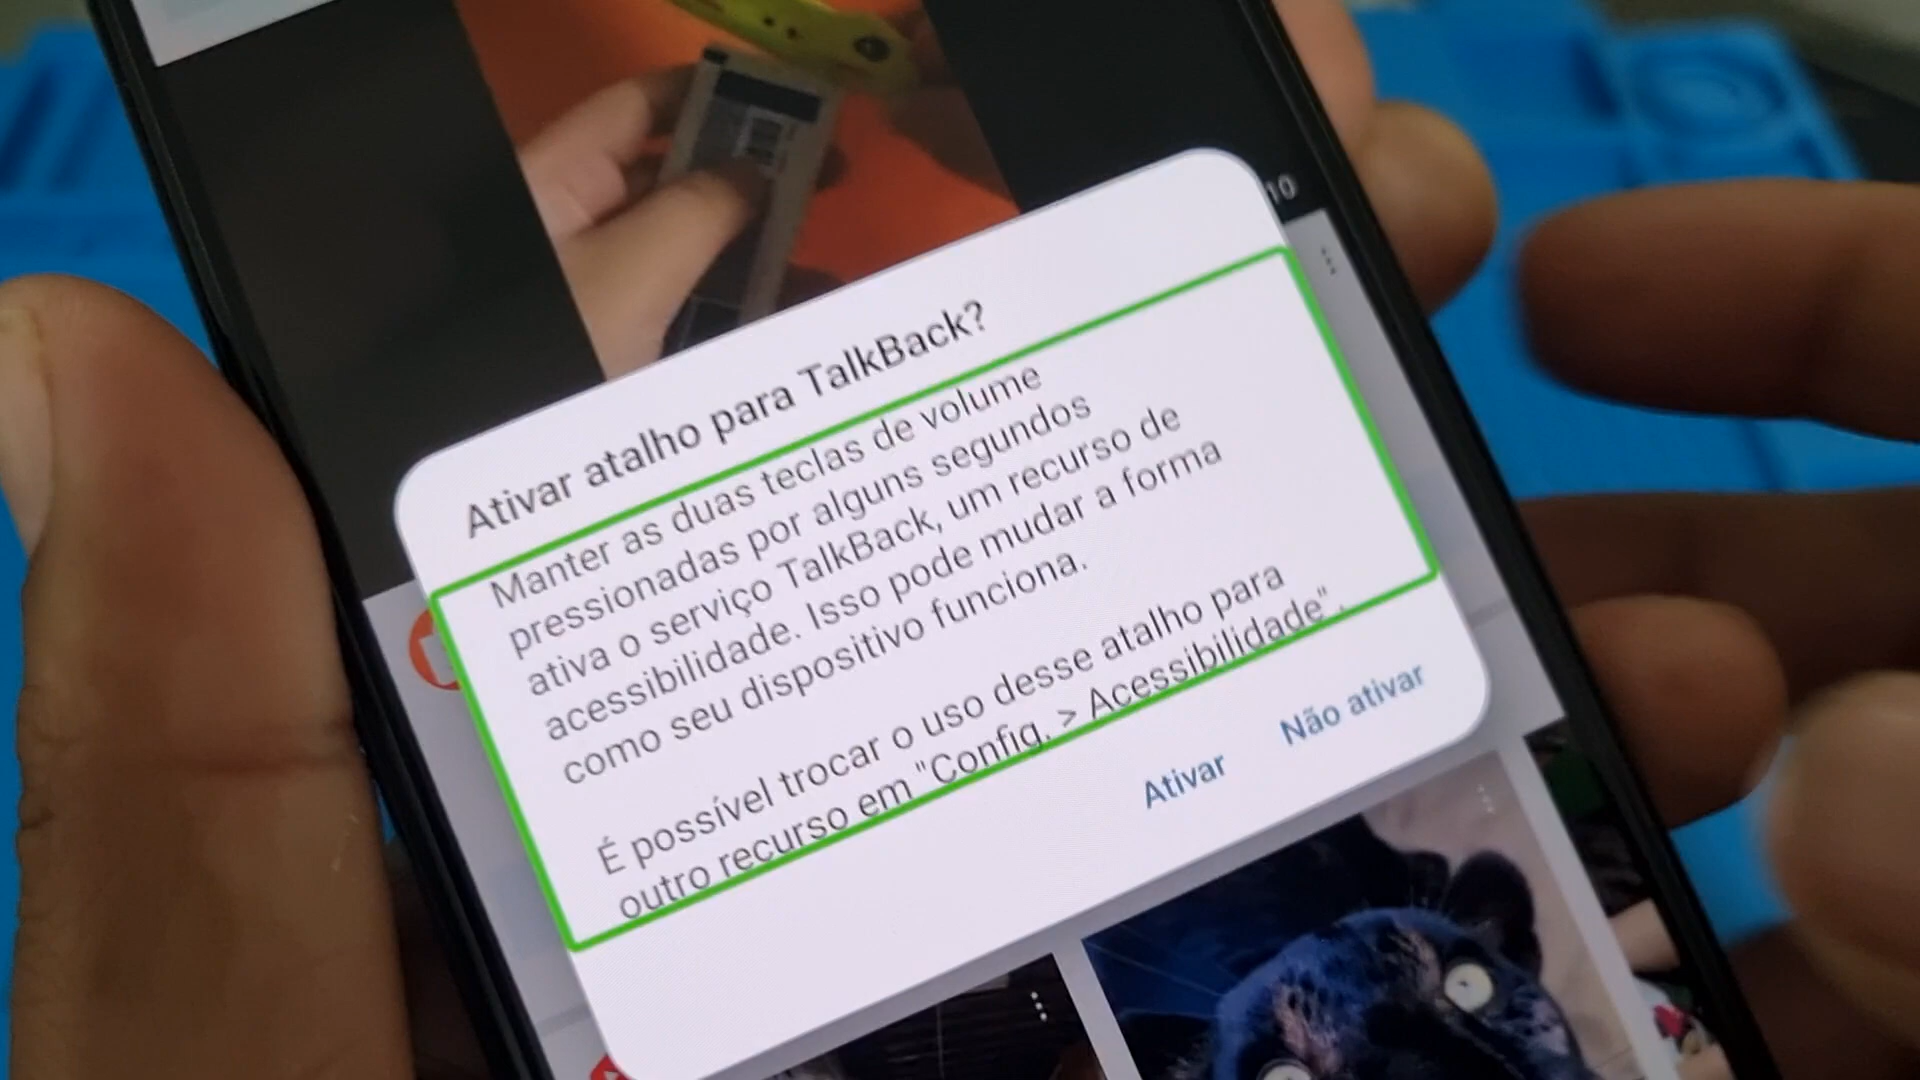 10
Ativar atalho para TalkBack?
Manter as duas teclas de volume
pressionadas por alguns segundos
ativa o serviço TalkBack, um recurso de
acessibilidade. Isso pode mudar a forma
como seu dispositivo funciona.
É possível trocar o uso desse atalho para
outro recurso em "Config. > Acessibilidade".
Ativar
Não ativar